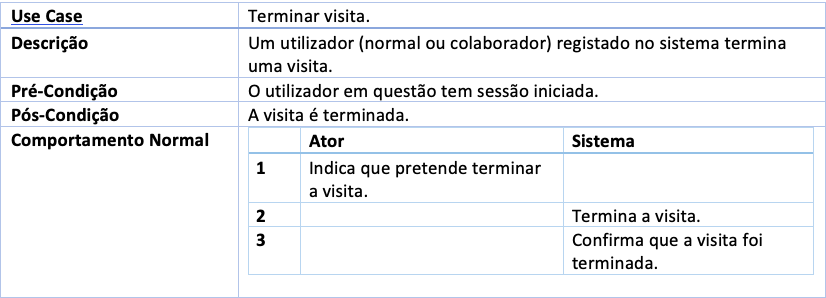 Use Case Terminar visita.
Descrição Um utilizador (normal ou colaborador) registado no sistema termina
uma visita.
Pré-Condição O utilizador em questão tem sessão iniciada.
Pós-Condição A visita é terminada.
Comportamento Normal Ator Sistema
1 Indica que pretende terminar
a visita.
2 Termina a visita.
3 Confirma que a visita foi
terminada.